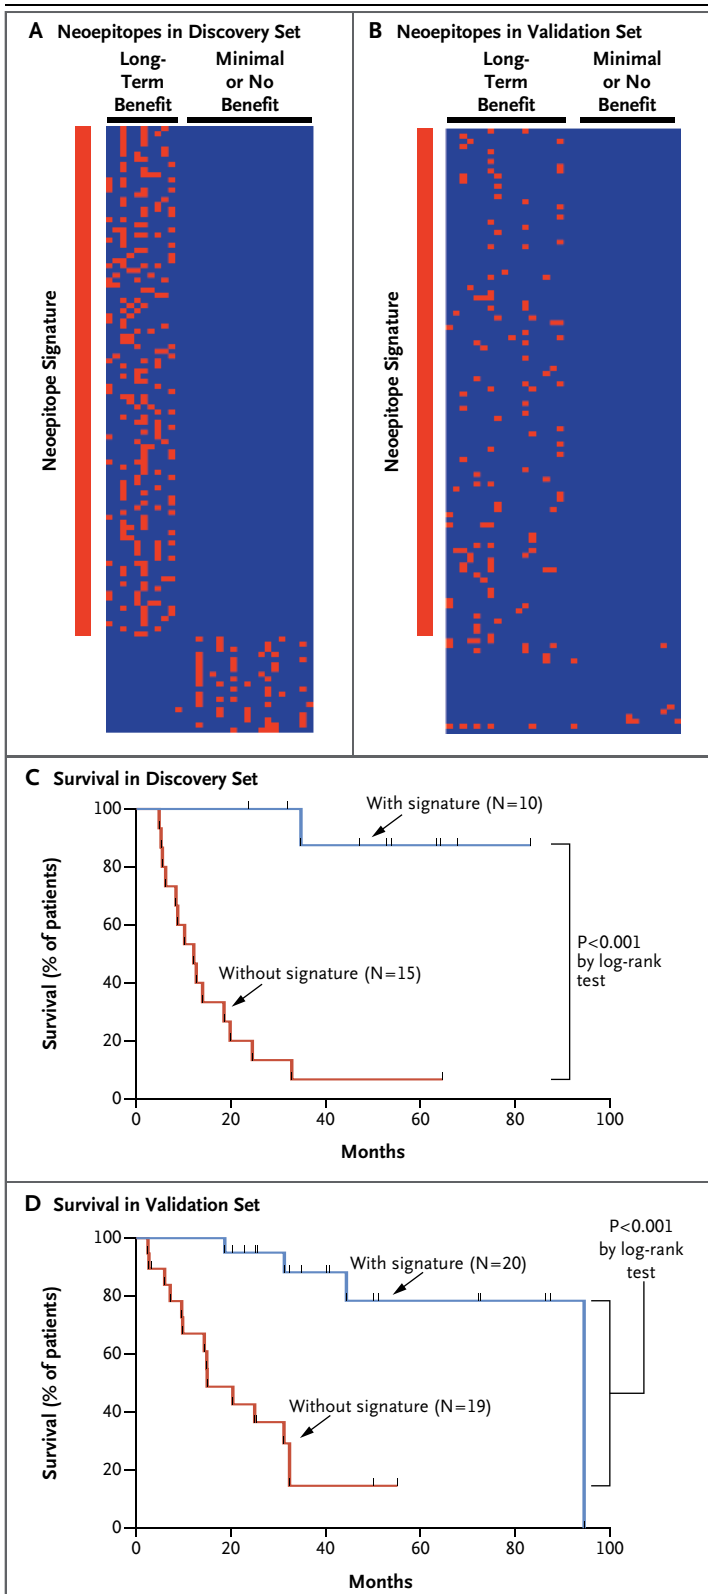 A Neoepitopes in Discovery Set
Long-
Term
Benefit
Minimal
or No
Benefit
Neoepitope Signature
B Neoepitopes in Validation Set
Long-
Term
Benefit
Minimal
or No
Benefit
Neoepitope Signature
C Survival in Discovery Set
Survival (% of patients)
100
80
60
40
20
0
With signature (N=10)
Without signature (N=15)
P<0.001
by log-rank
test
0 20 40 60 80 100
Months
D Survival in Validation Set
Survival (% of patients)
100
80
60
40
20
0
With signature (N=20)
Without signature (N=19)
P<0.001
by log-rank
test
0 20 40 60 80 100
Months